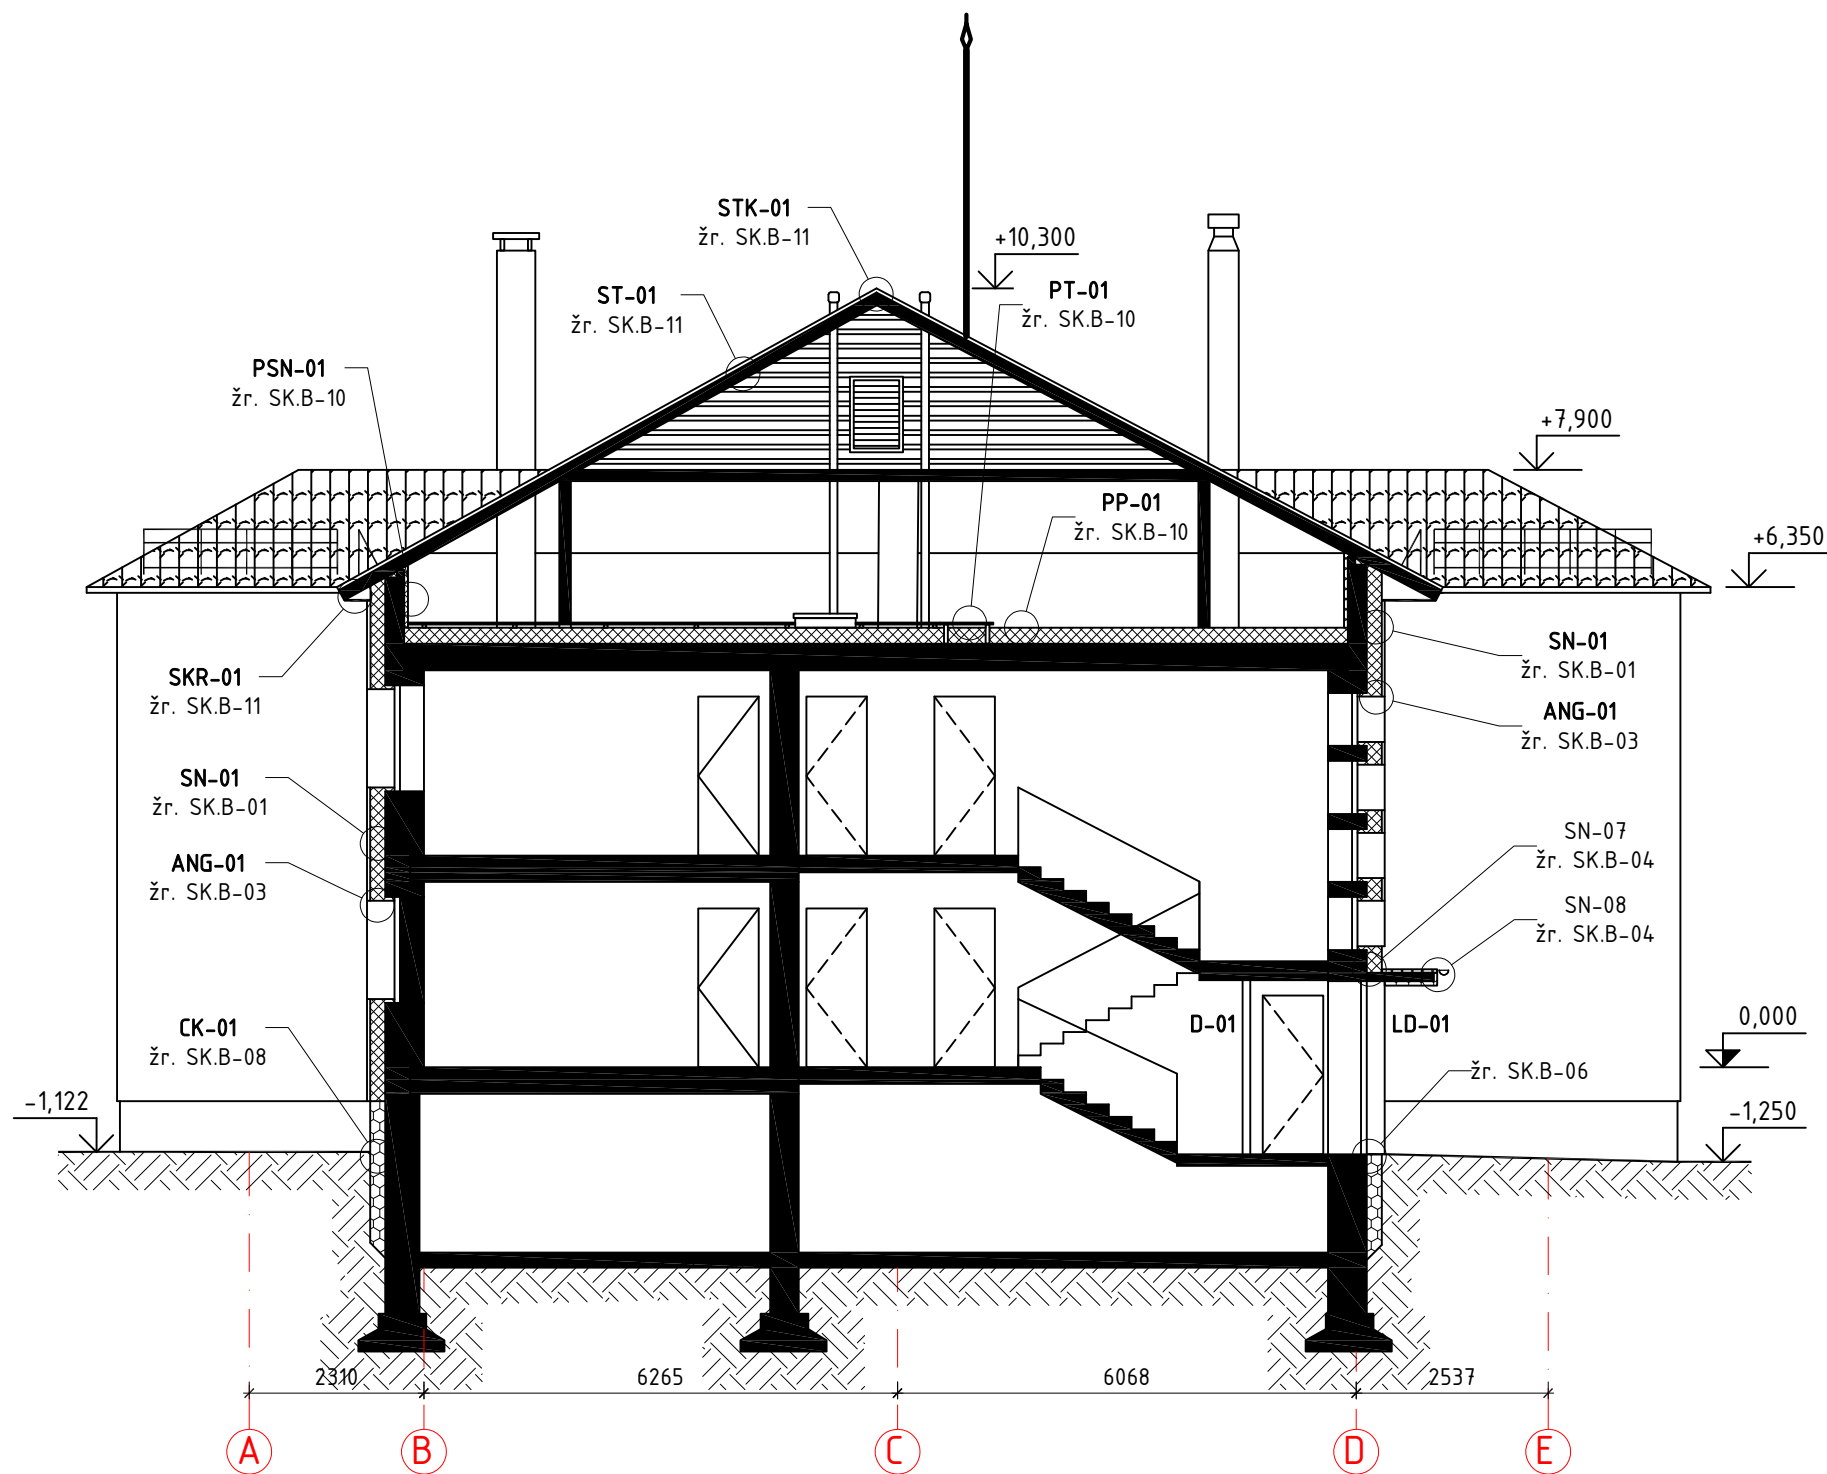 STK-01
žr. SK.B-11
+10,300
ST-01
žr. SK.B-11
PT-01
žr. SK.B-10
PSN-01
žr. SK.B-10
+7,900
PP-01
žr. SK.B-10
+6,350
SN-01
žr. SK.B-01
SKR-01
žr. SK.B-11
ANG-01
žr. SK.B-03
SN-01
žr. SK.B-01
SN-07
žr. SK.B-04
ANG-01
žr. SK.B-03
SN-08
žr. SK.B-04
CK-01
žr. SK.B-08
D-01
LD-01
0,000
žr. SK.B-06
-1,122
-1,250
2310
6265
6068
2537
A
B
C
D
E